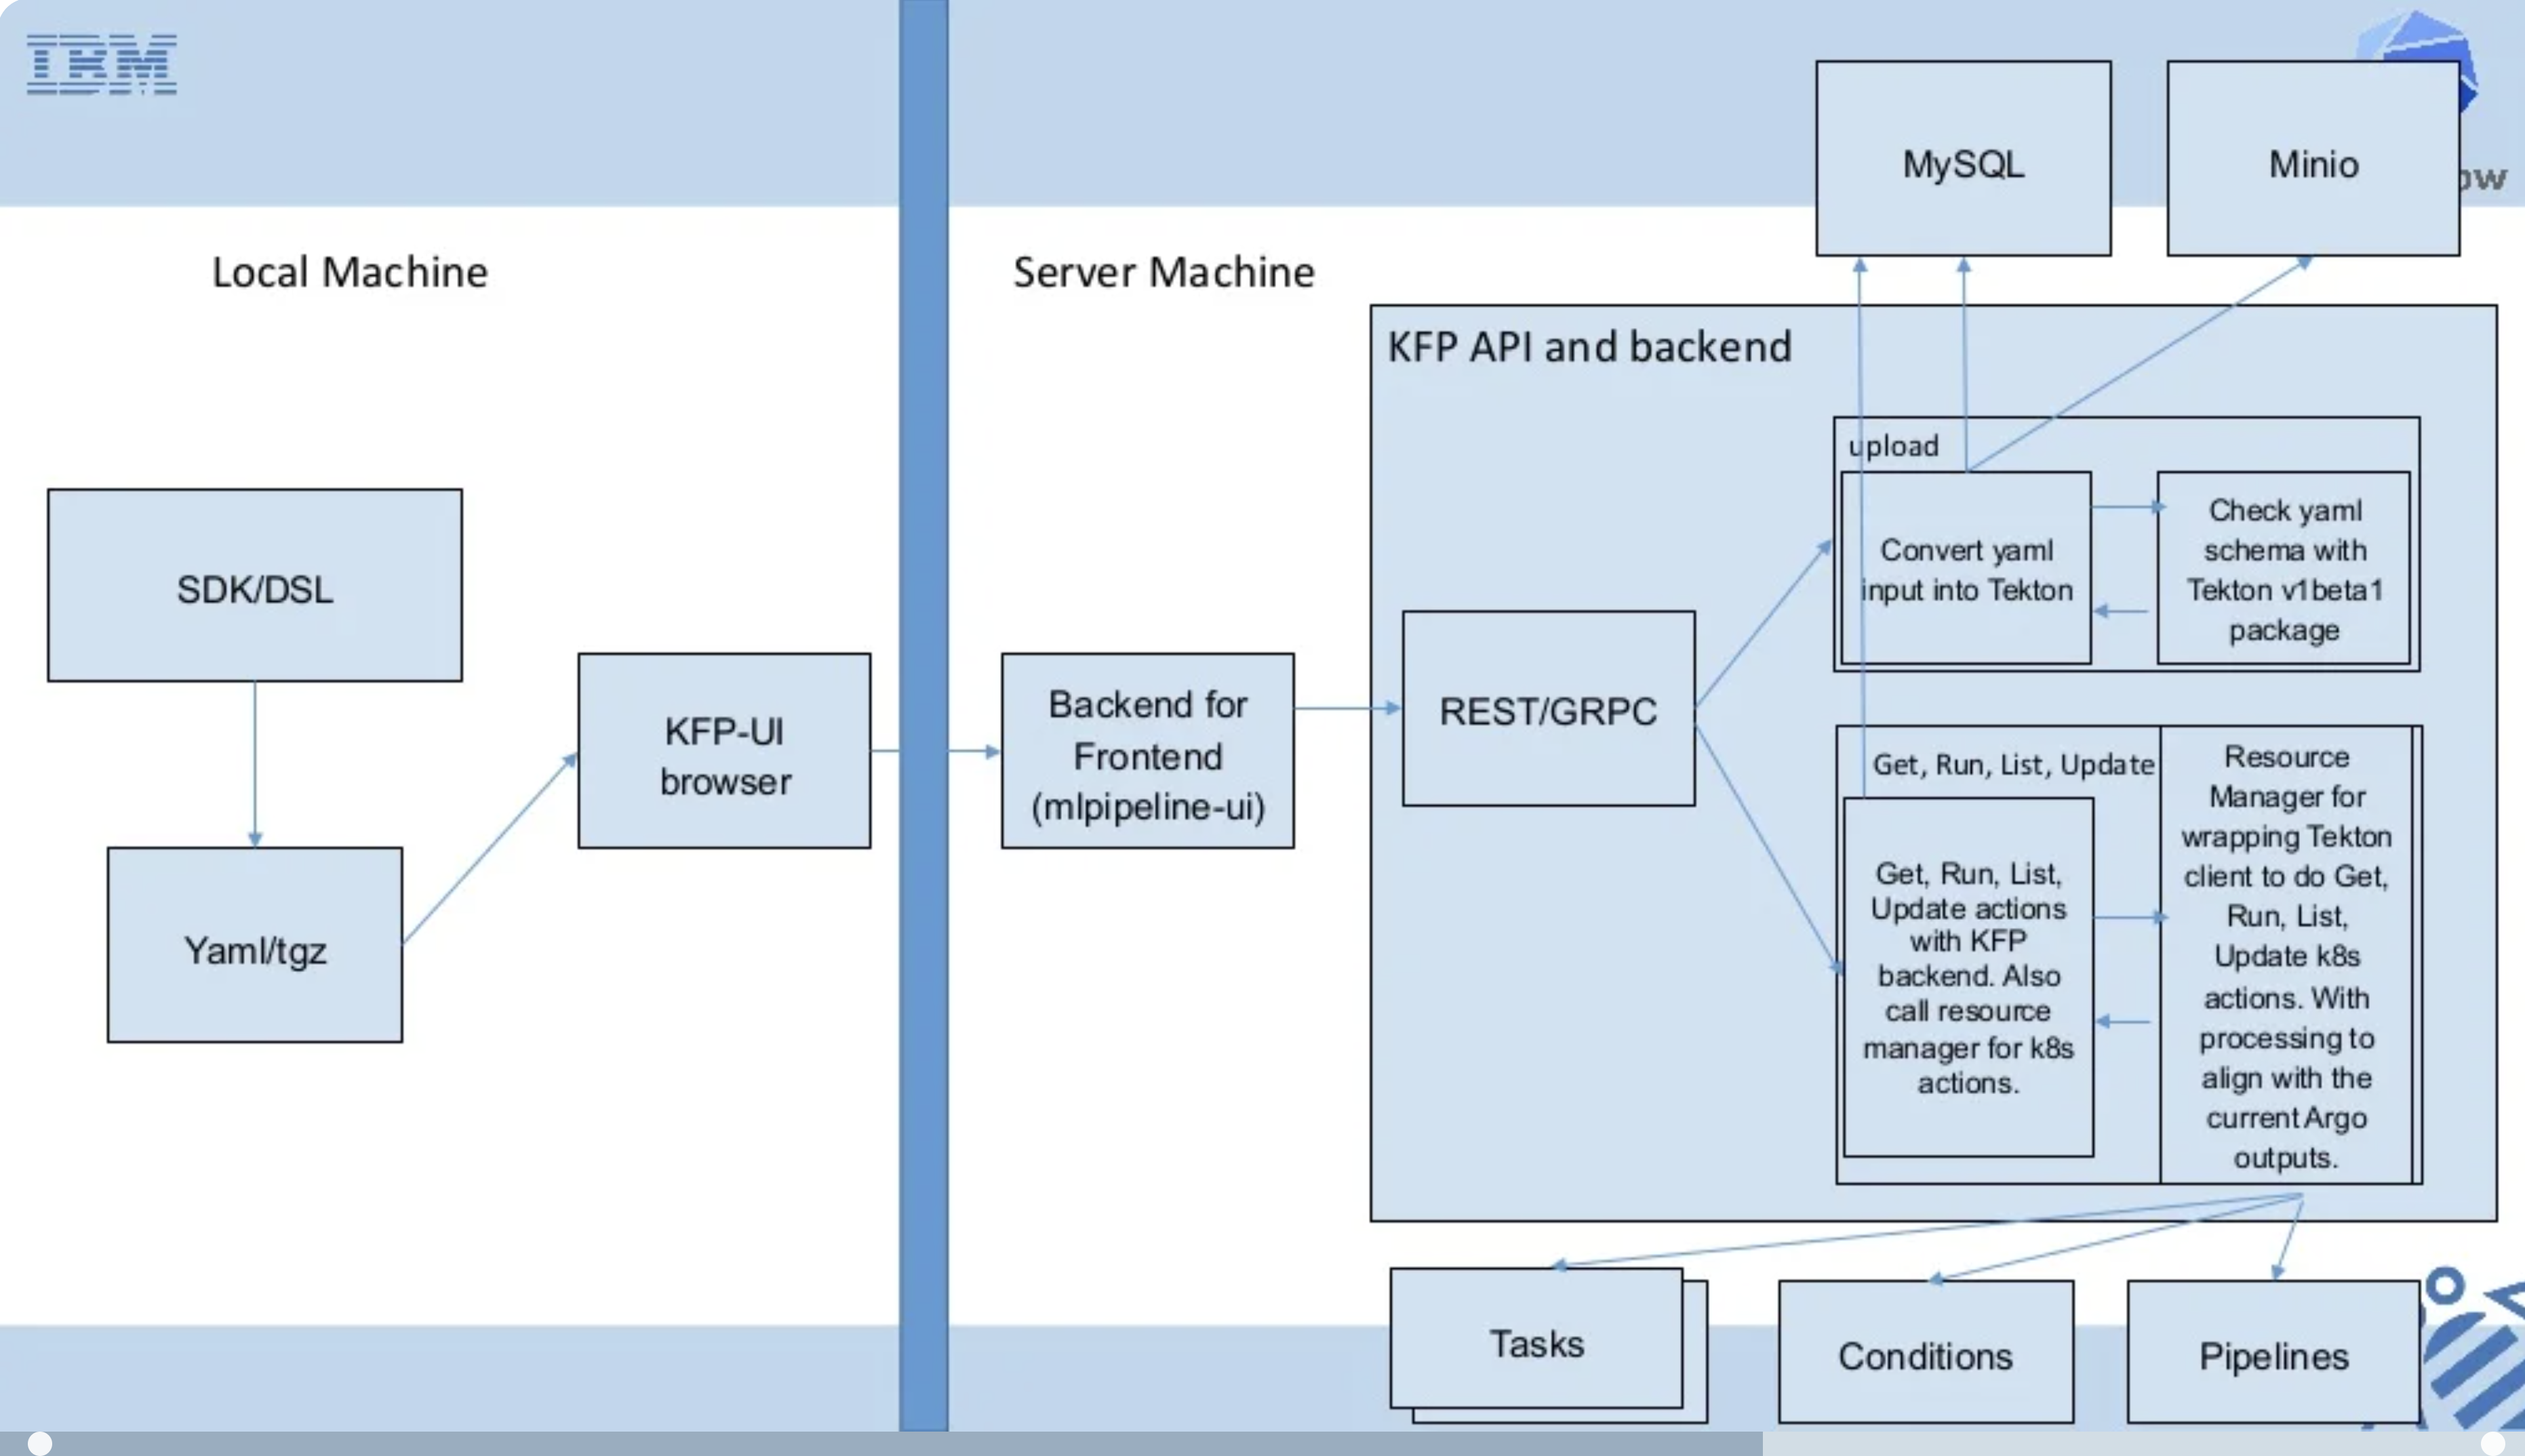 IBM
MySQL
Minio
ow
Local Machine
Server Machine
KFP API and backend
upload
Convert yaml
input into Tekton
Check yaml
schema with
Tekton v1beta1
package
SDK/DSL
Yaml/tgz
KFP-UI
browser
Backend for
Frontend
(mlpipeline-ui)
REST/GRPC
Get, Run, List, Update
Get, Run, List,
Update actions
with KFP
backend. Also
call resource
manager for k8s
actions.
Resource
Manager for
wrapping Tekton
client to do Get,
Run, List,
Update k8s
actions. With
processing to
align with the
current Argo
outputs.
Tasks
Conditions
Pipelines